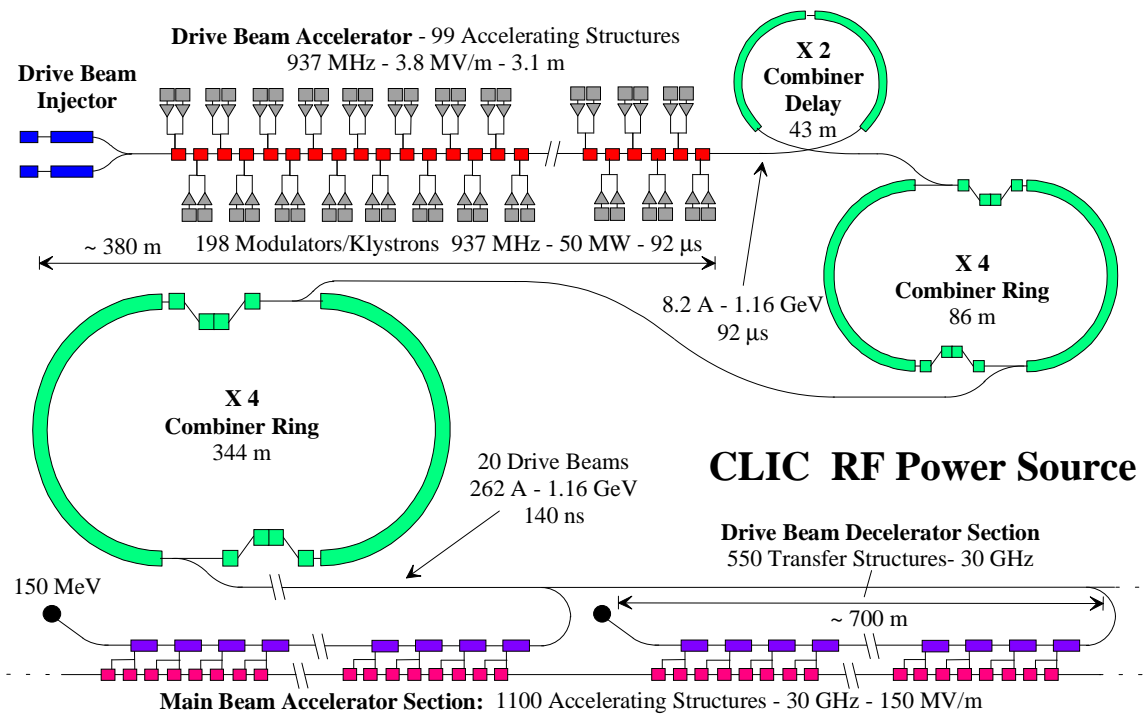 Drive Beam Accelerator - 99 Accelerating Structures
937 MHz - 3.8 MV/m - 3.1 m
Drive Beam
Injector
X 2
Combiner
Delay
43 m
~ 380 m
198 Modulators/Klystrons 937 MHz - 50 MW - 92 μs
8.2 A - 1.16 GeV
92 μs
X 4
Combiner Ring
86 m
X 4
Combiner Ring
344 m
20 Drive Beams
262 A - 1.16 GeV
140 ns
CLIC RF Power Source
Drive Beam Decelerator Section
550 Transfer Structures- 30 GHz
150 MeV
~ 700 m
Main Beam Accelerator Section: 1100 Accelerating Structures - 30 GHz - 150 MV/m